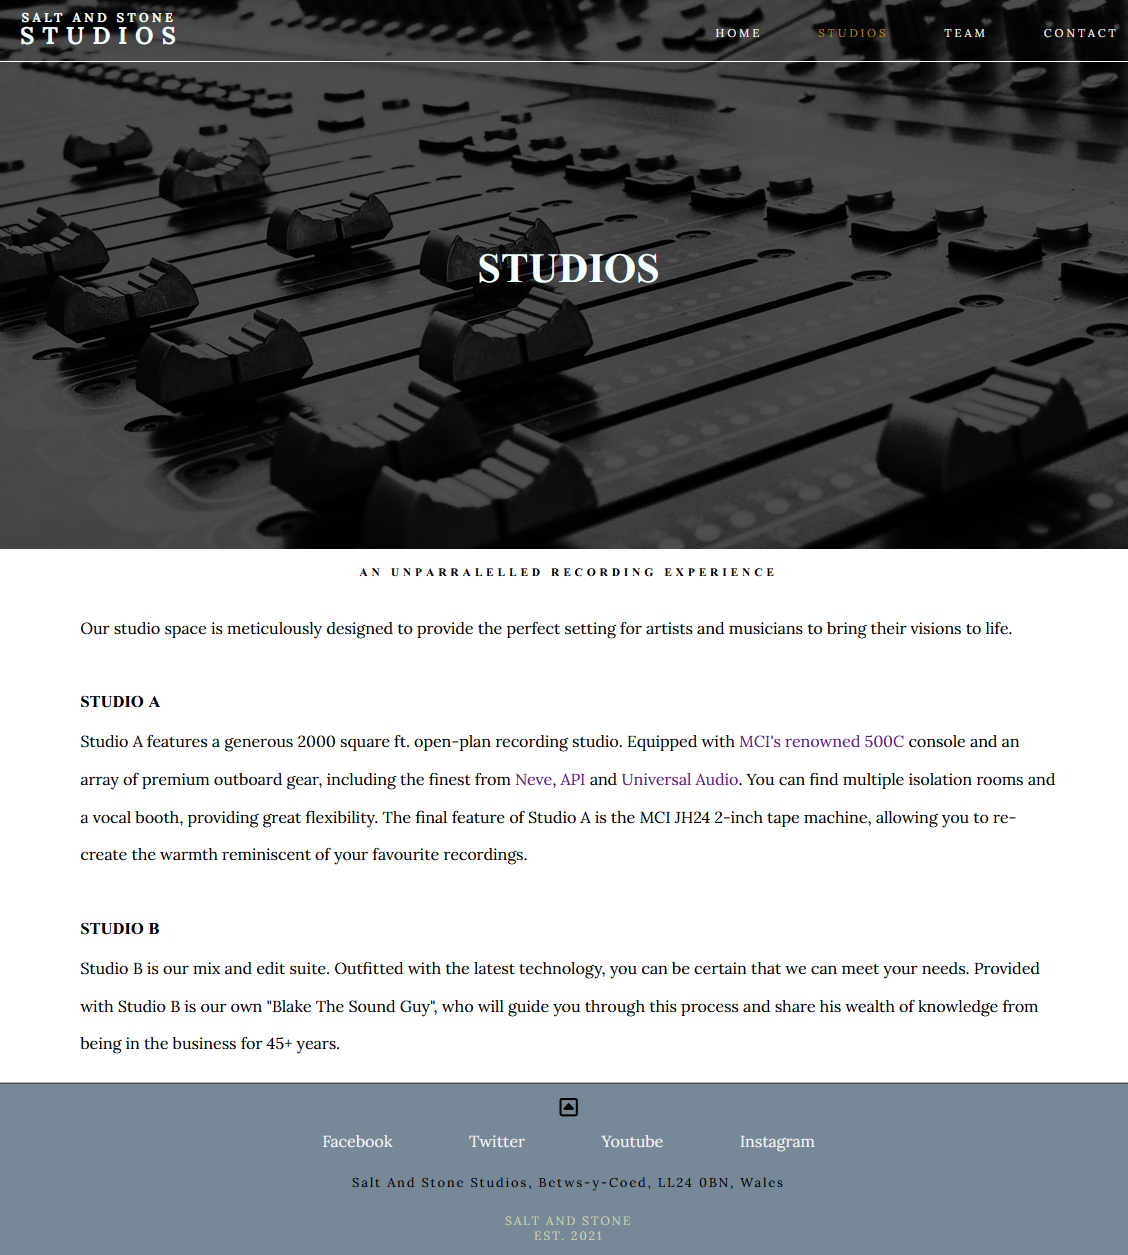 SALT AND STONE
STUDIOS
HOME STUDIOS TEAM CONTACT
STUDIOS
AN UNPARRALELLED RECORDING EXPERIENCE
Our studio space is meticulously designed to provide the perfect setting for artists and musicians to bring their visions to life.
STUDIO A
Studio A features a generous 2000 square ft. open-plan recording studio. Equipped with MCI's renowned 500C console and an
array of premium outboard gear, including the finest from Neve, API and Universal Audio. You can find multiple isolation rooms and
a vocal booth, providing great flexibility. The final feature of Studio A is the MCI JH24 2-inch tape machine, allowing you to re-
create the warmth reminiscent of your favourite recordings.
STUDIO B
Studio B is our mix and edit suite. Outfitted with the latest technology, you can be certain that we can meet your needs. Provided
with Studio B is our own "Blake The Sound Guy", who will guide you through this process and share his wealth of knowledge from
being in the business for 45+ years.
Facebook Twitter Youtube Instagram
Salt And Stone Studios, Betws-y-Coed, LL24 0BN, Wales
SALT AND STONE
EST. 2021